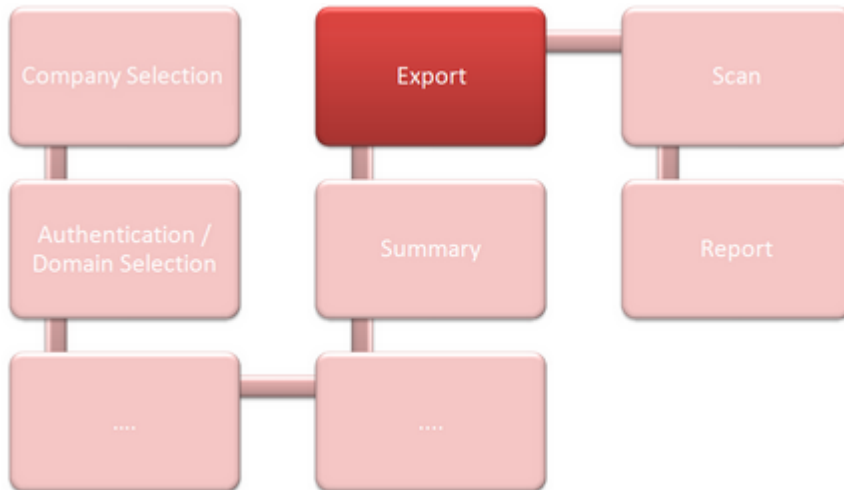 Company Selection
Authentication /
Domain Selection
....
....
Summary
Export
Scan
Report